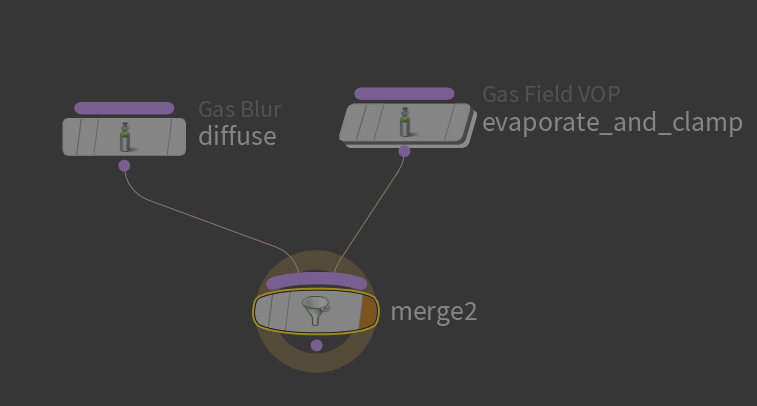 Gas Blur
diffuse
Gas Field VOP
evaporate_and_clamp
merge2